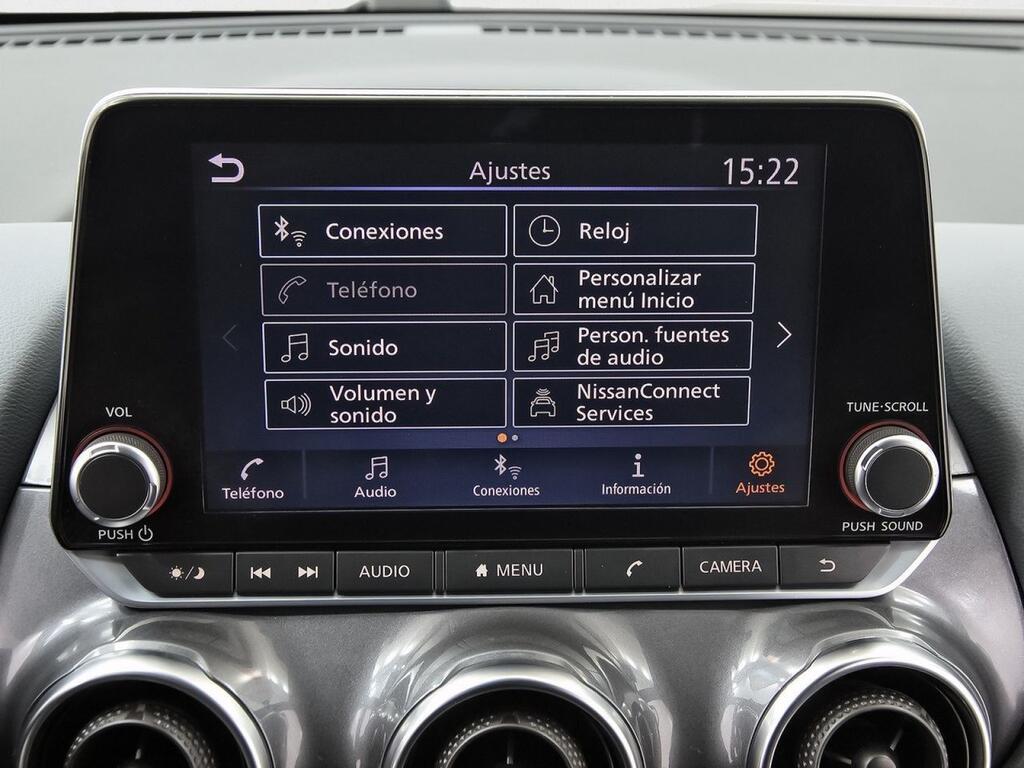 Ajustes
15:22
Conexiones
Reloj
Teléfono
Personalizar
menú Inicio
Sonido
Person. fuentes
de audio
Volumen y
sonido
NissanConnect
Services
VOL
TUNE·SCROLL
Teléfono
Audio
Conexiones
Información
Ajustes
PUSH
PUSH SOUND
AUDIO
MENU
CAMERA